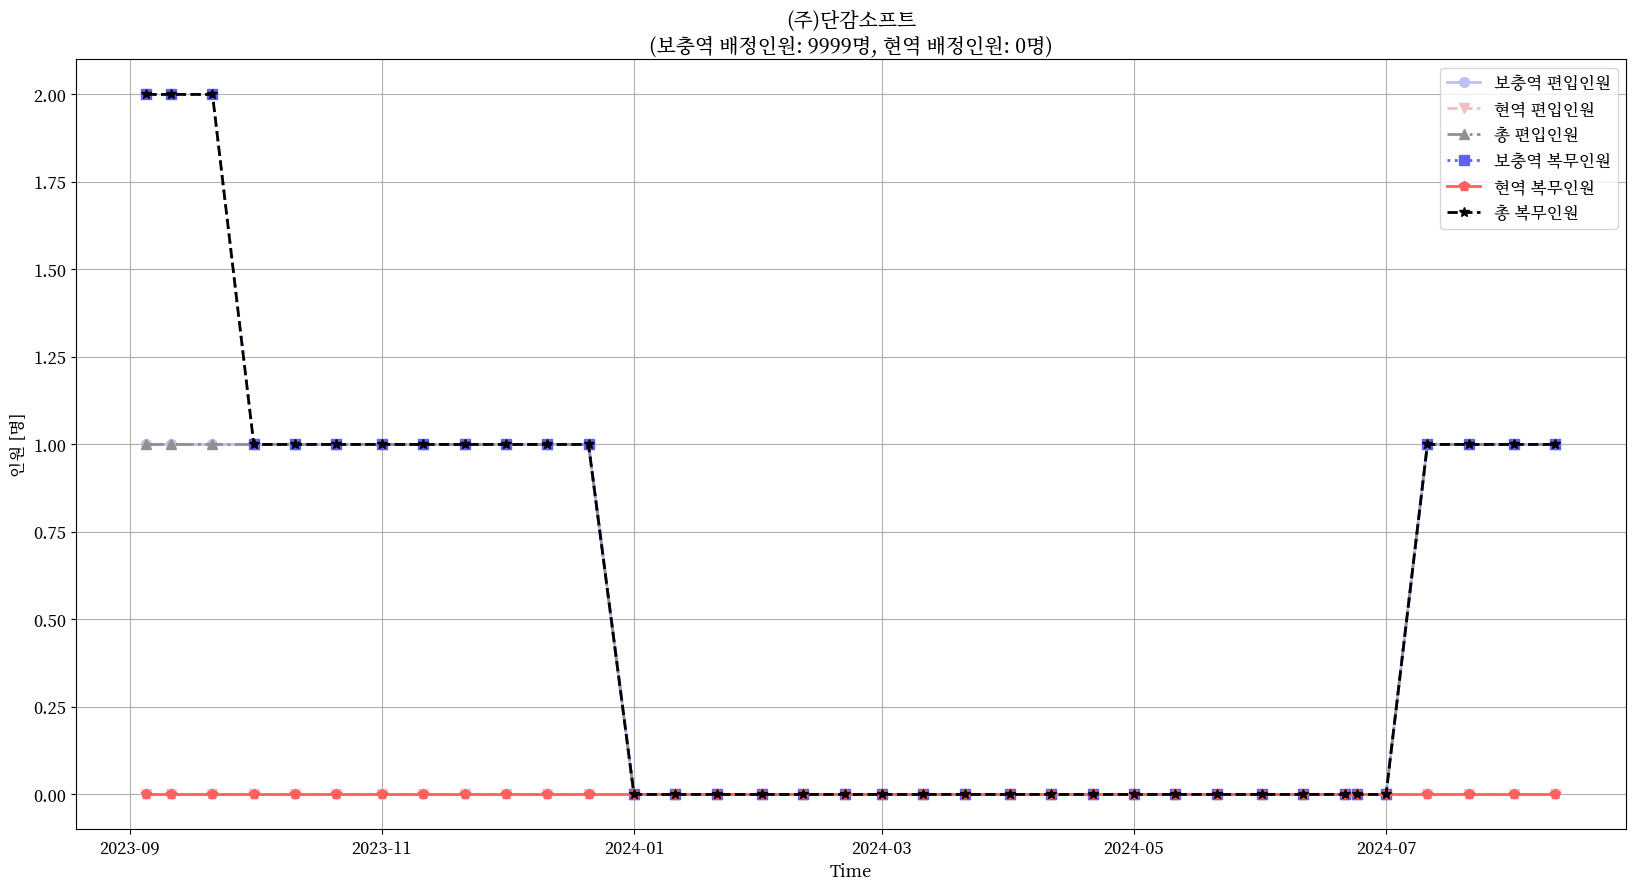 (주)단감소프트
(보충역 배정인원: 9999명, 현역 배정인원: 0명)
보충역 편입인원
현역 편입인원
총 편입인원
보충역 복무인원
현역 복무인원
총 복무인원
2.00
1.75
1.50
1.25
1.00
0.75
0.50
0.25
0.00
인원 [명]
2023-09
2023-11
2024-01
2024-03
2024-05
2024-07
Time